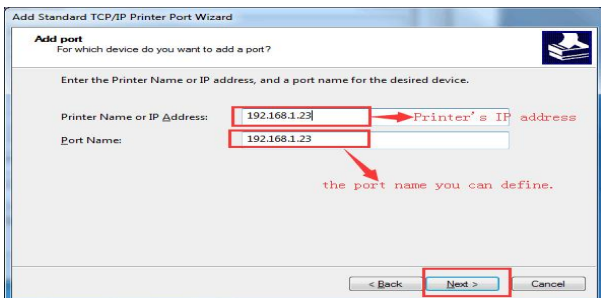 Add Standard TCP/IP Printer Port Wizard
Add port
For which device do you want to add a port?
Enter the Printer Name or IP address, and a port name for the desired device.
Printer Name or IP Address: 192.168.1.23 Printer's IP address
Port Name: 192.168.1.23
the port name you can define.
< Back Next > Cancel